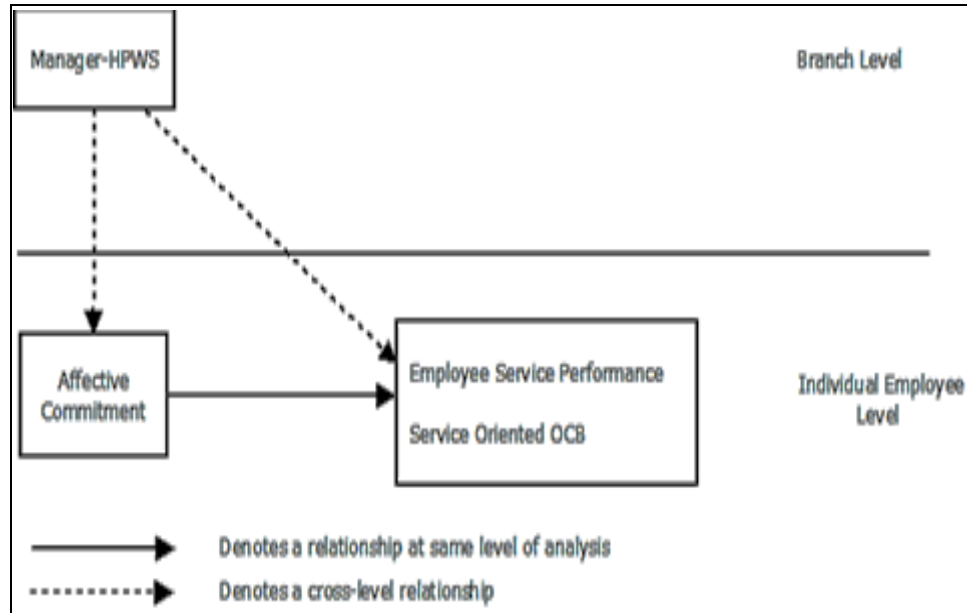 Manager-HPWS
Branch Level
Affective
Commitment
Employee Service Performance
Service Oriented OCB
Individual Employee
Level
Denotes a relationship at same level of analysis
Denotes a cross-level relationship